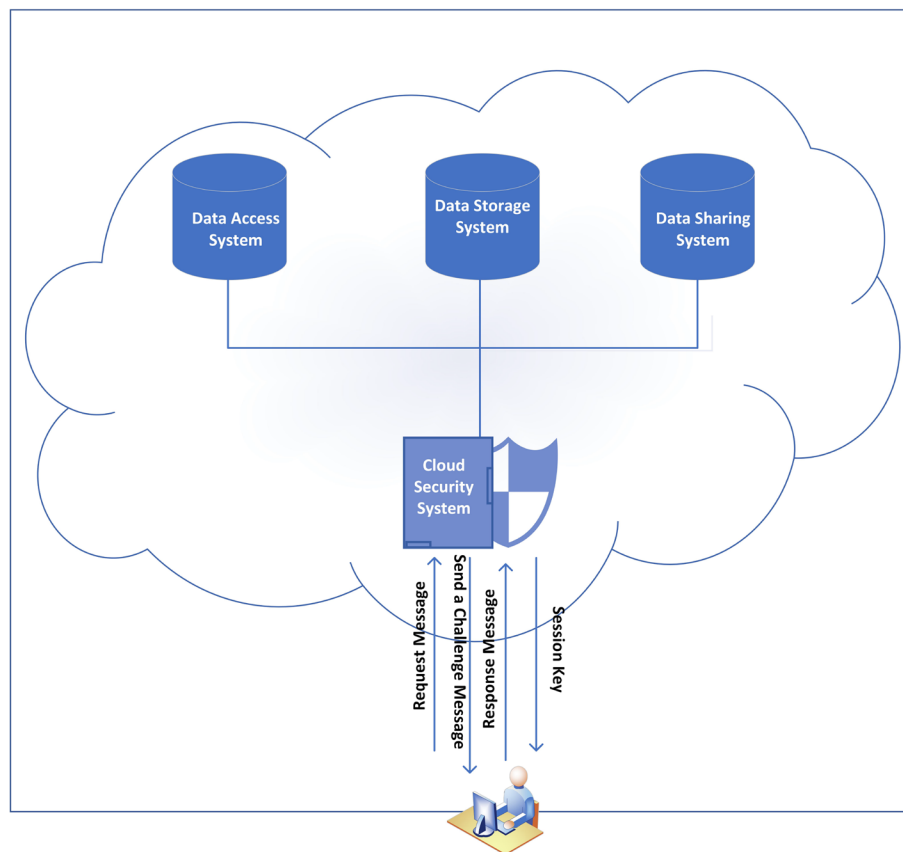 Data Access
System
Data Storage
System
Data Sharing
System
Cloud
Security
System
Request Message
Send a Challenge Message
Response Message
Session Key